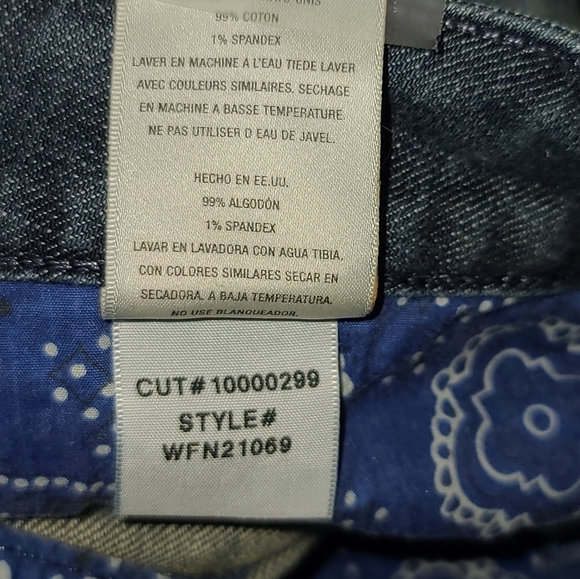 99% COTON
1% SPANDEX
LAVER EN MACHINE A L'EAU TIEDE LAVER
AVEC COULEURS SIMILAIRES. SECHAGE
EN MACHINE A BASSE TEMPERATURE
NE PAS UTILISER D EAU DE JAVEL.
HECHO EN EE.UU.
99% ALGODÓN
1% SPANDEX
LAVAR EN LAVADORA CON AGUA TIBIA.
CON COLORES SIMILARES SECAR EN
SECADORA. A BAJA TEMPERATURA.
NO USE BLANQUEADOR.
CUT# 10000299
STYLE#
WFN21069